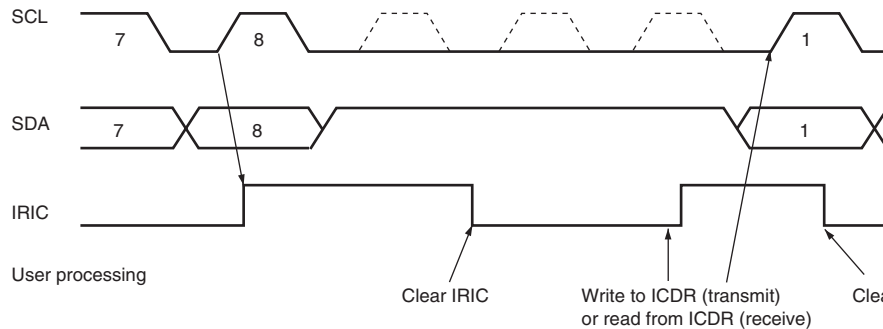 SCL
7
8
1
SDA
7
8
1
IRIC
User processing
Clear IRIC
Write to ICDR (transmit)
or read from ICDR (receive)